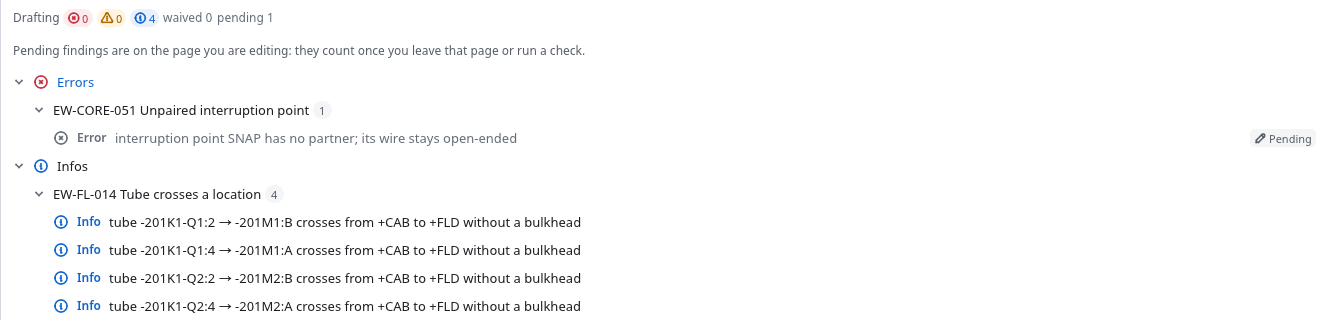 Drafting 0 0 4 waived 0 pending 1
Pending findings are on the page you are editing: they count once you leave that page or run a check.
Errors
EW-CORE-051 Unpaired interruption point 1
Error interruption point SNAP has no partner; its wire stays open-ended Pending
Infos
EW-FL-014 Tube crosses a location 4
Info tube -201K1-Q1:2 → -201M1:B crosses from +CAB to +FLD without a bulkhead
Info tube -201K1-Q1:4 → -201M1:A crosses from +CAB to +FLD without a bulkhead
Info tube -201K1-Q2:2 → -201M2:B crosses from +CAB to +FLD without a bulkhead
Info tube -201K1-Q2:4 → -201M2:A crosses from +CAB to +FLD without a bulkhead